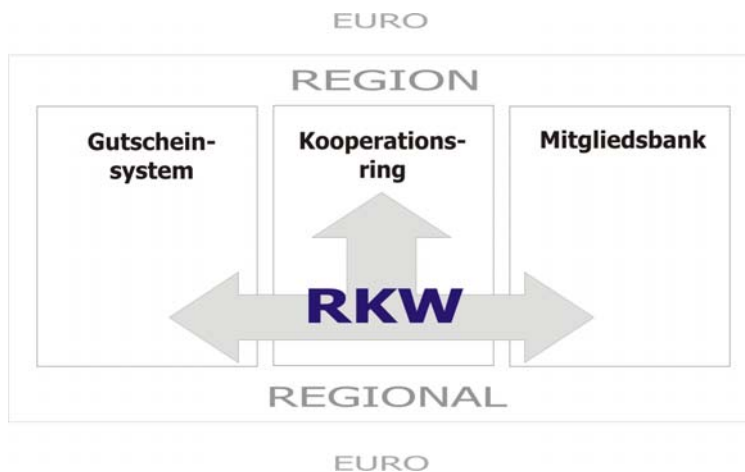 EURO
REGION
Gutschein-
system
Kooperations-
ring
Mitgliedsbank
RKW
REGIONAL
EURO